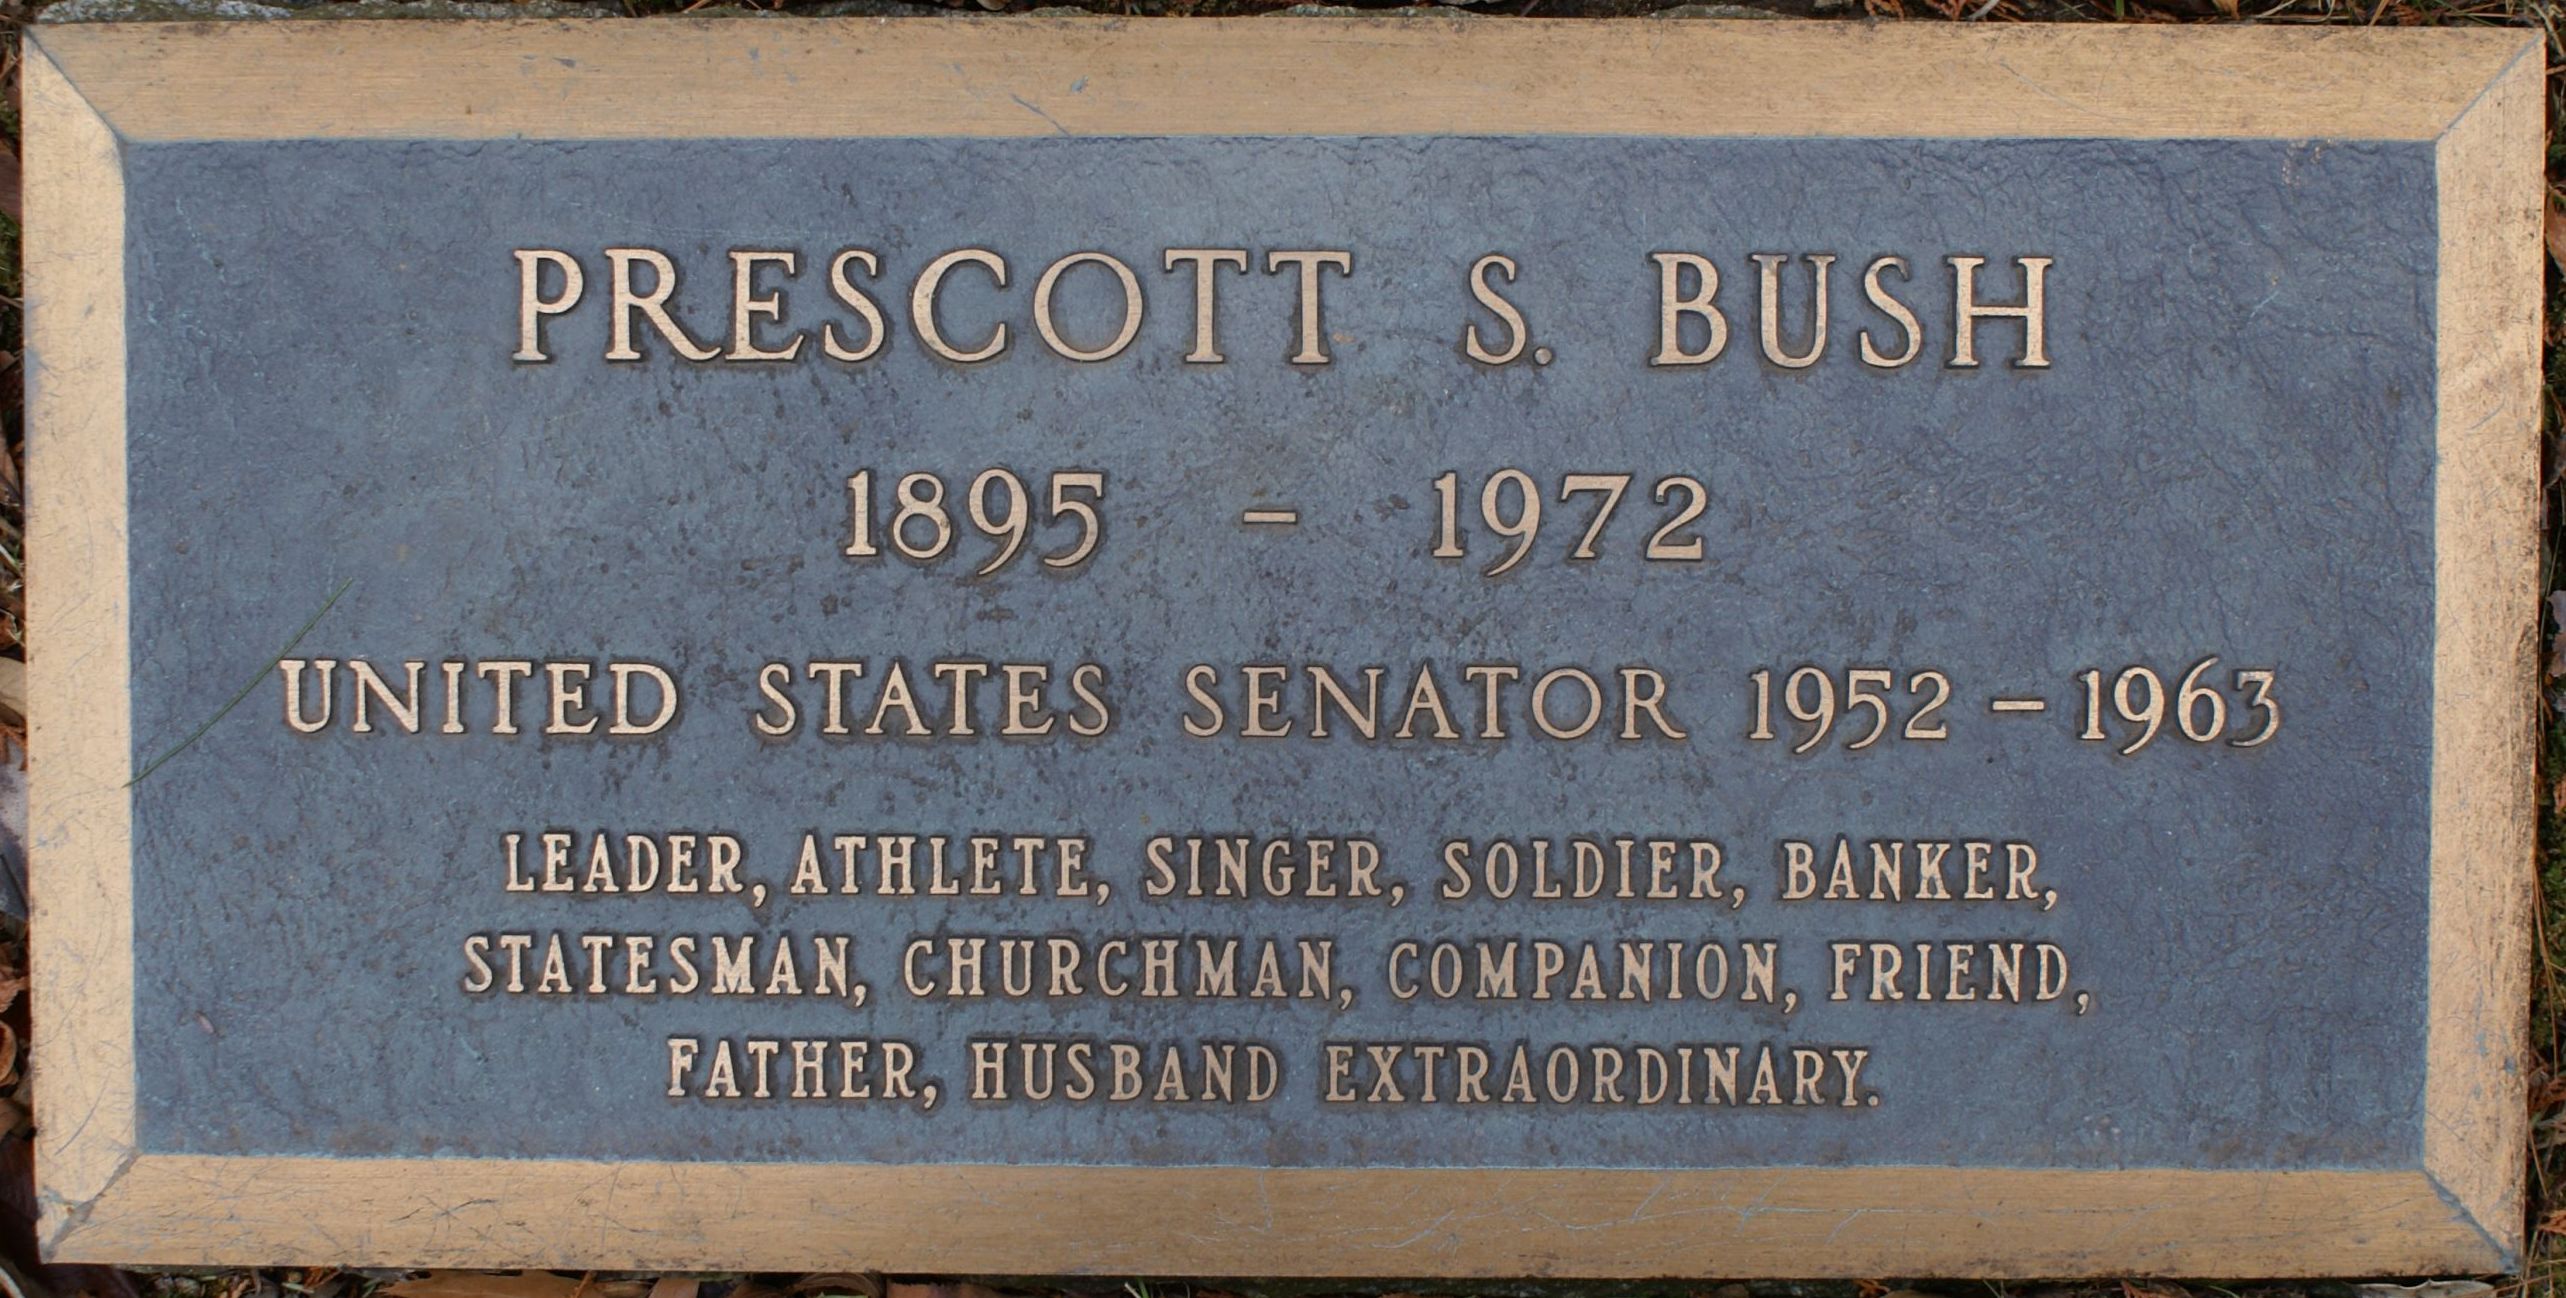 PRESCOTT S. BUSH
1895 - 1972
UNITED STATES SENATOR 1952 - 1963
LEADER, ATHLETE, SINGER, SOLDIER, BANKER,
STATESMAN, CHURCHMAN, COMPANION, FRIEND,
FATHER, HUSBAND EXTRAORDINARY.